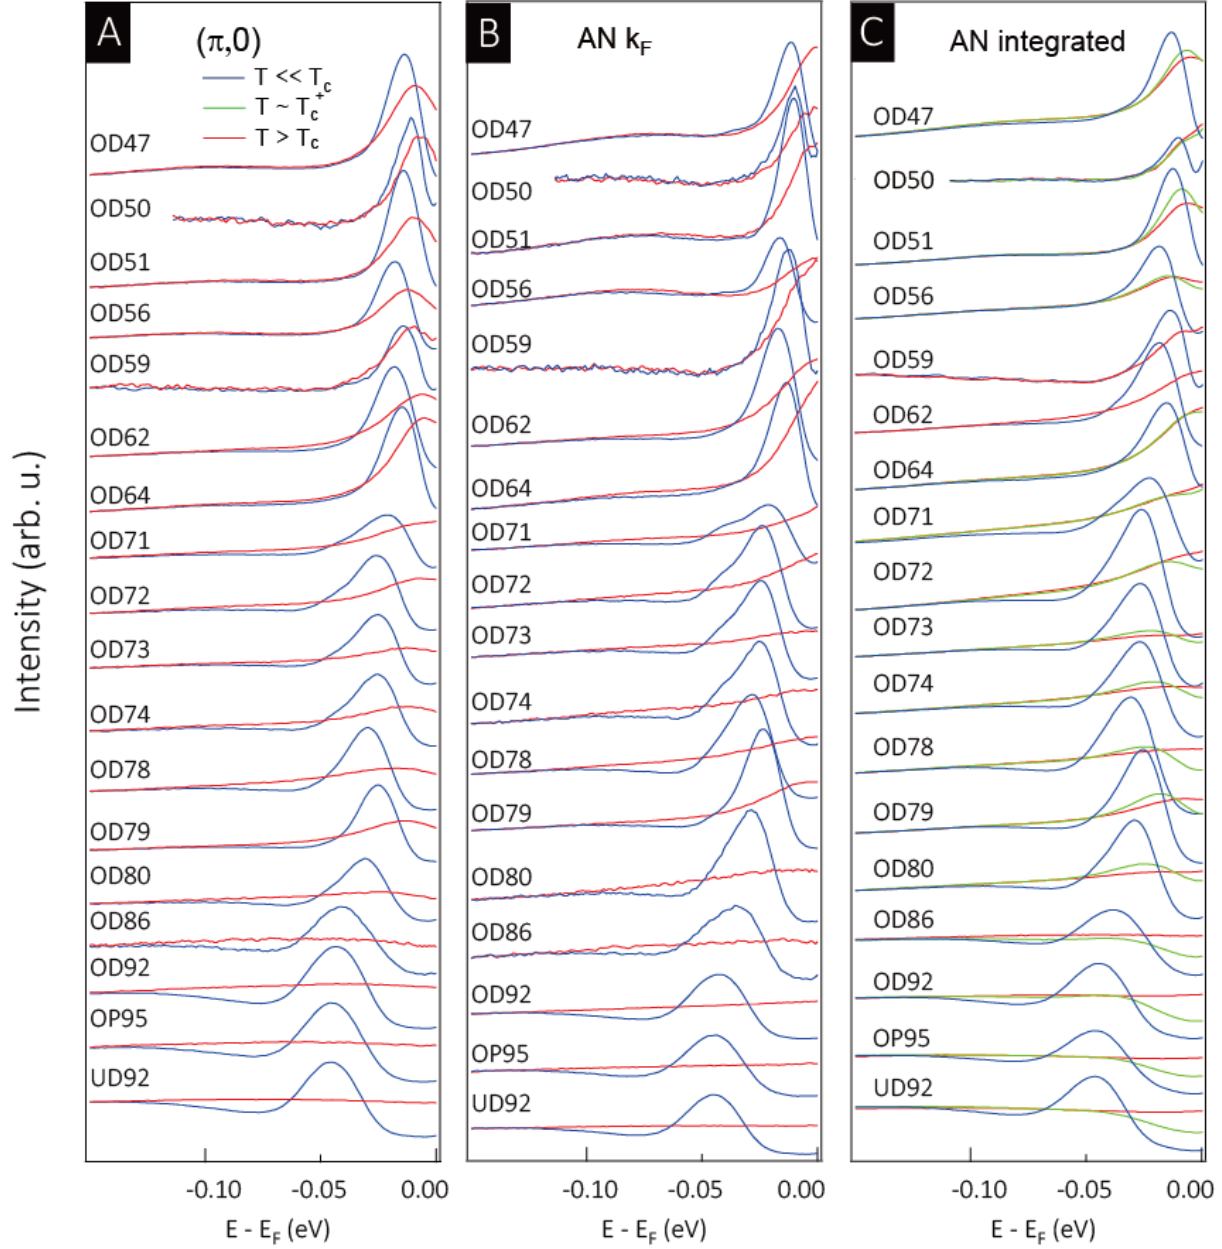 A
(π,0)
T << Tc
T ~ Tc+
T > Tc
OD47
OD50
OD51
OD56
OD59
OD62
OD64
OD71
OD72
OD73
OD74
OD78
OD79
OD80
OD86
OD92
OP95
UD92
-0.10
-0.05
0.00
E - EF (eV)
Intensity (arb. u.)
B
AN kF
OD47
OD50
OD51
OD56
OD59
OD62
OD64
OD71
OD72
OD73
OD74
OD78
OD79
OD80
OD86
OD92
OP95
UD92
-0.10
-0.05
0.00
E - EF (eV)
C
AN integrated
OD47
OD50
OD51
OD56
OD59
OD62
OD64
OD71
OD72
OD73
OD74
OD78
OD79
OD80
OD86
OD92
OP95
UD92
-0.10
-0.05
0.00
E - EF (eV)